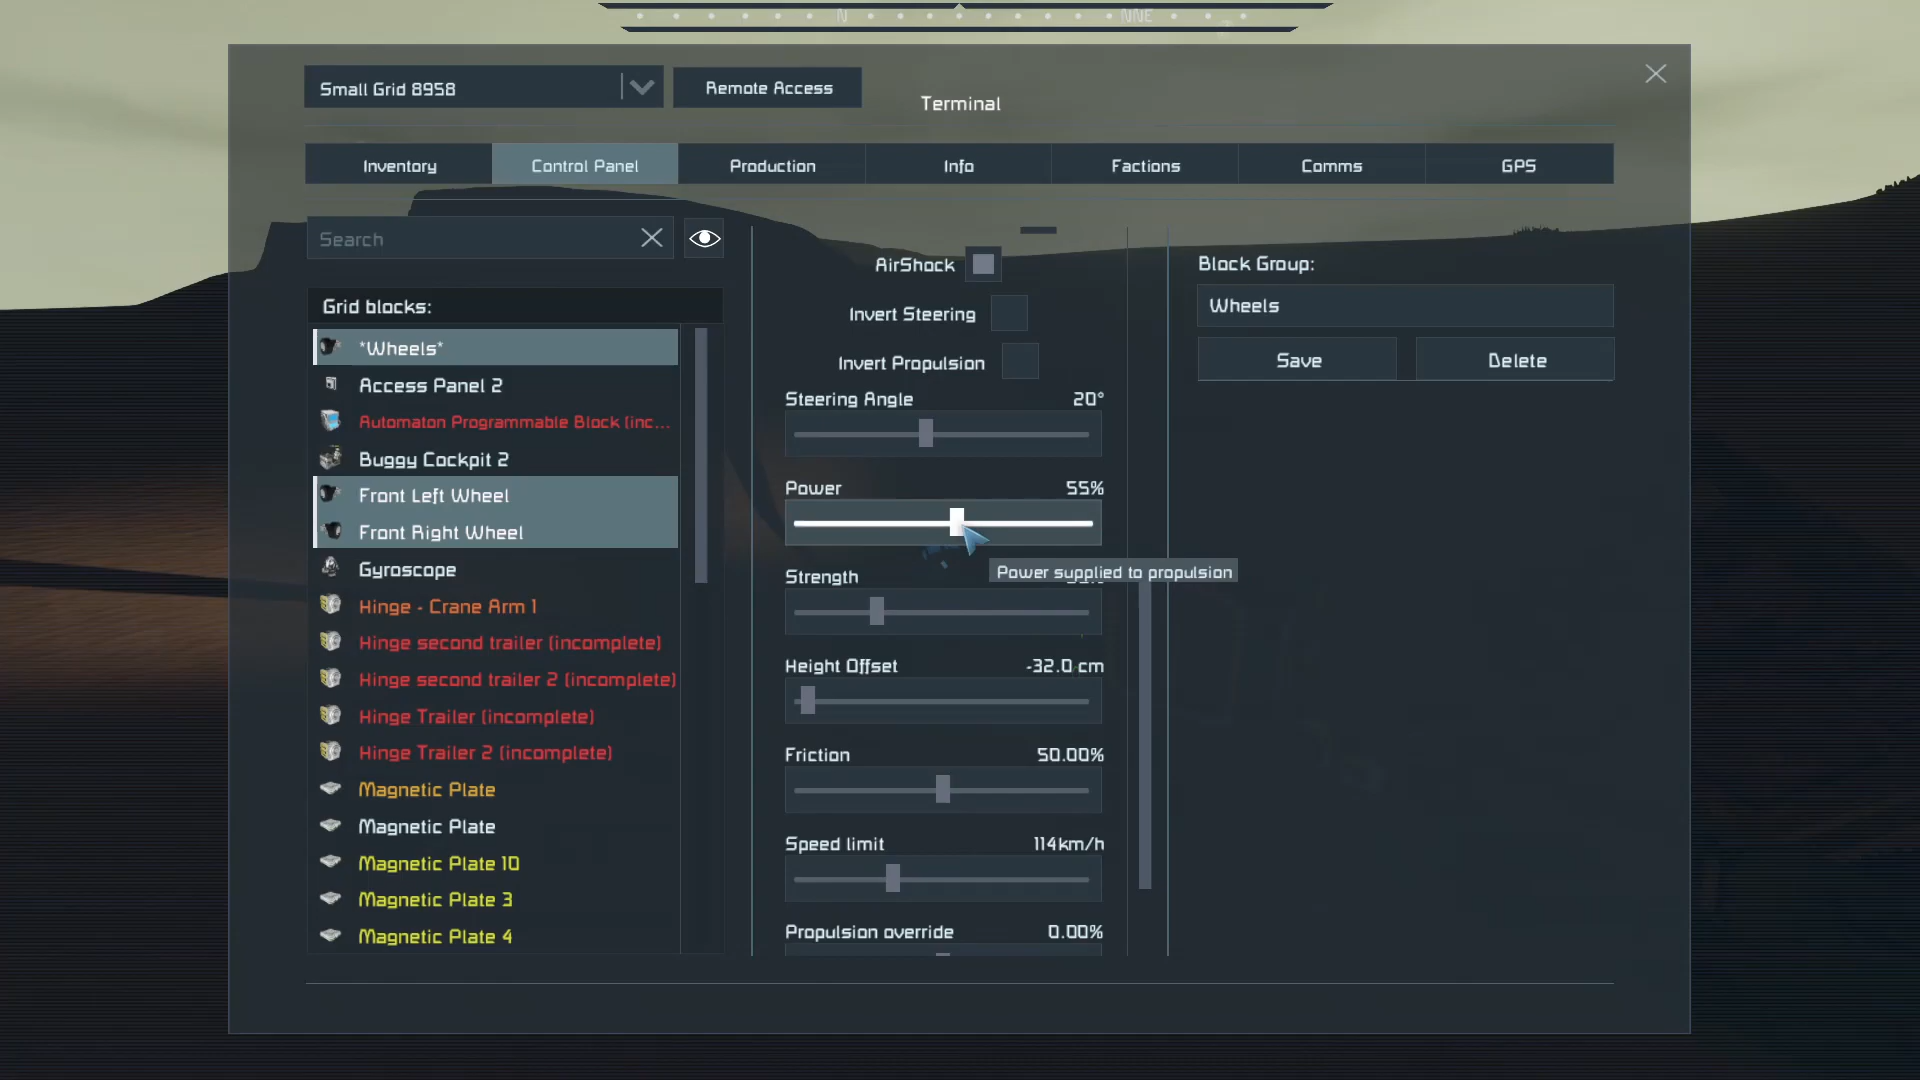 N
NNE
Small Grid 8958
Remote Access
Terminal
Inventory
Control Panel
Production
Info
Factions
Comms
GPS
Search
Grid blocks:
*Wheels*
Access Panel 2
Automaton Programmable Block (inc...
Buggy Cockpit 2
Front Left Wheel
Front Right Wheel
Gyroscope
Hinge - Crane Arm 1
Hinge second trailer (incomplete)
Hinge second trailer 2 (incomplete)
Hinge Trailer (incomplete)
Hinge Trailer 2 (incomplete)
Magnetic Plate
Magnetic Plate
Magnetic Plate 10
Magnetic Plate 3
Magnetic Plate 4
AirShock
Invert Steering
Invert Propulsion
Steering Angle 20°
Power 55%
Power supplied to propulsion
Strength
Height Offset -32.0 cm
Friction 50.00%
Speed limit 114km/h
Propulsion override 0.00%
Block Group:
Wheels
Save
Delete